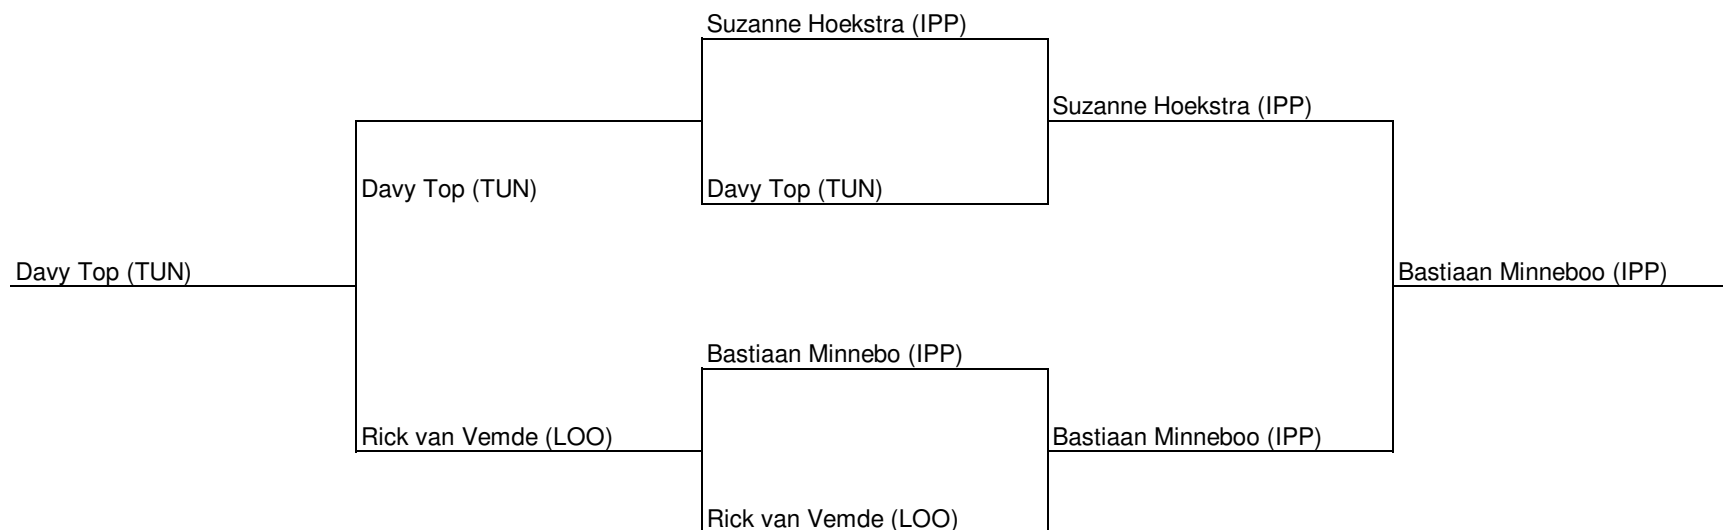 Suzanne Hoekstra (IPP)
Suzanne Hoekstra (IPP)
Davy Top (TUN)
Davy Top (TUN)
Davy Top (TUN)
Bastiaan Minneboo (IPP)
Bastiaan Minnebo (IPP)
Rick van Vemde (LOO)
Bastiaan Minneboo (IPP)
Rick van Vemde (LOO)